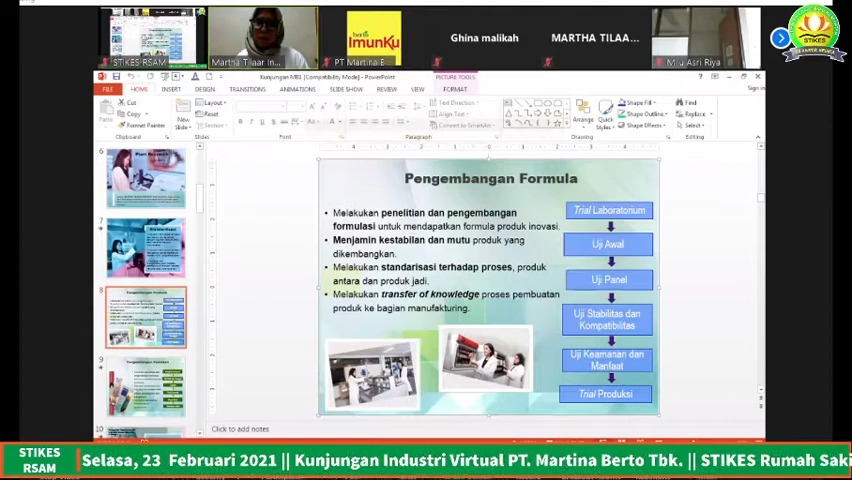 STIKES RSAM
Martha Tilaar In...
berto
ImunKu
PT Martina B...
Ghina malikah
MARTHA TILAA...
Asri Riya
STIKES
Kunjungan MB1 [Compatibility Mode] - PowerPoint
PICTURE TOOLS
FILE
HOME
INSERT
DESIGN
TRANSITIONS
ANIMATIONS
SLIDE SHOW
REVIEW
VIEW
FORMAT
Sign in
Paste
Cut
Copy
Format Painter
Clipboard
New
Slide
Layout
Reset
Section
Slides
Font
Text Direction
Align Text
Convert to SmartArt
Paragraph
Arrange
Quick
Styles
Shape Fill
Shape Outline
Shape Effects
Drawing
Find
Replace
Select
Editing
6
7
8
9
10
Pengembangan Formula
• Melakukan penelitian dan pengembangan
formulasi untuk mendapatkan formula produk inovasi.
• Menjamin kestabilan dan mutu produk yang
dikembangkan.
• Melakukan standarisasi terhadap proses, produk
antara dan produk jadi.
• Melakukan transfer of knowledge proses pembuatan
produk ke bagian manufakturing.
Trial Laboratorium
Uji Awal
Uji Panel
Uji Stabilitas dan
Kompatibilitas
Uji Keamanan dan
Manfaat
Trial Produksi
Click to add notes
STIKES
RSAM
Selasa, 23 Februari 2021 || Kunjungan Industri Virtual PT. Martina Berto Tbk. || STIKES Rumah Saki